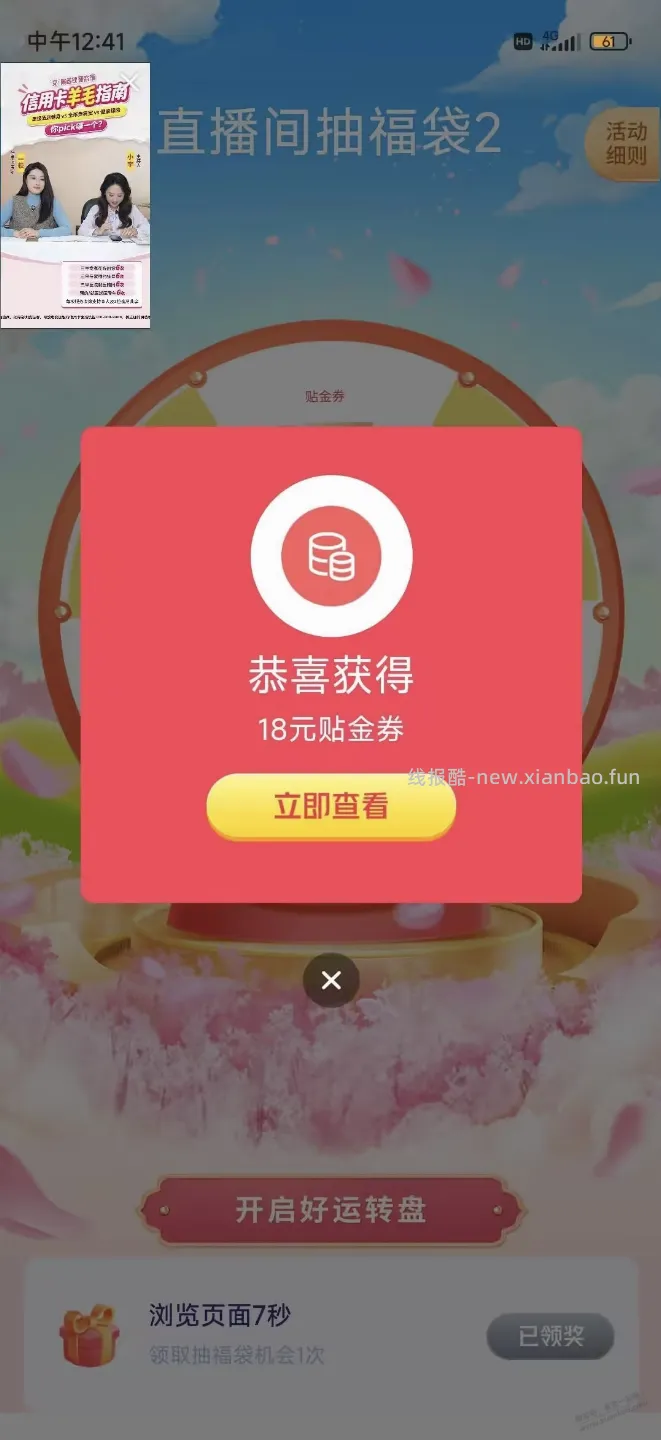 中午12:41
HD
4G
61
信用卡羊毛指南
你pick哪一个?
直播间抽福袋2
活动
细则
贴金券
恭喜获得
18元贴金券
立即查看
线报酷-new.xianbao.fun
开启好运转盘
浏览页面7秒
领取抽福袋机会1次
已领奖